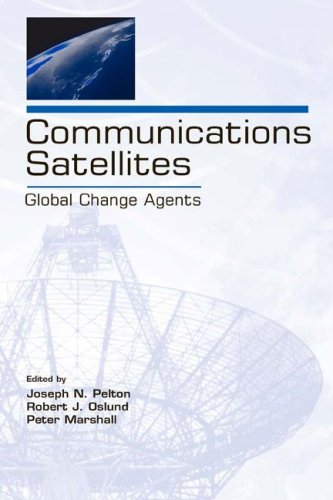 Communications
Satellites:
Global Change Agents
Edited by
Joseph N. Pelton
Robert J. Oslund
Peter Marshall